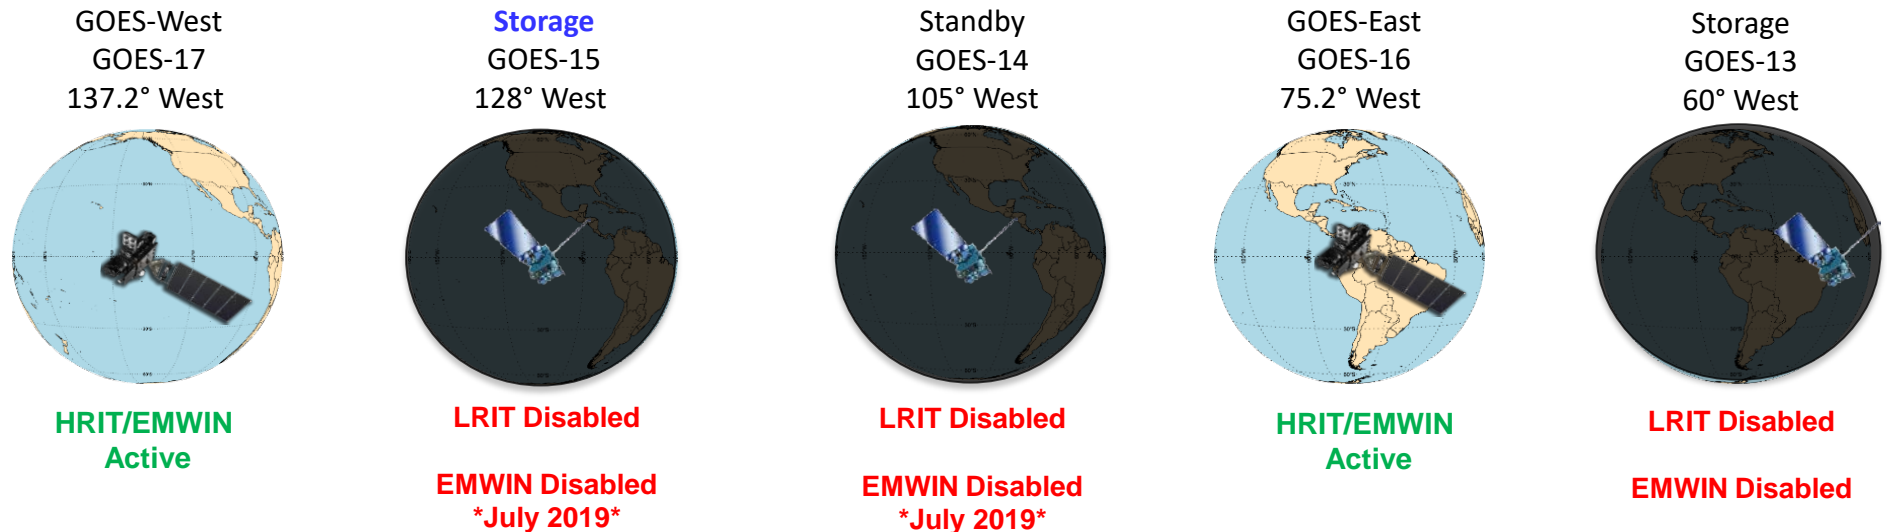 GOES-West
GOES-17
137.2° West
Storage
GOES-15
128° West
Standby
GOES-14
105° West
GOES-East
GOES-16
75.2° West
Storage
GOES-13
60° West
HRIT/EMWIN
Active
LRIT Disabled
EMWIN Disabled
*July 2019*
LRIT Disabled
EMWIN Disabled
*July 2019*
HRIT/EMWIN
Active
LRIT Disabled
EMWIN Disabled